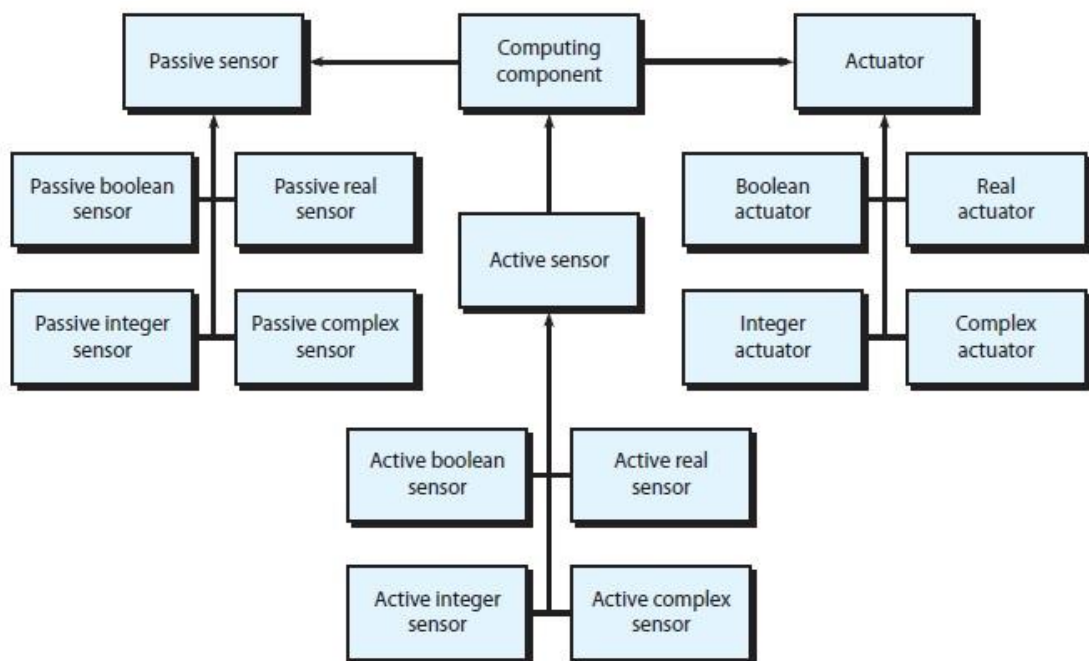 Passive sensor
Computing
component
Actuator
Passive boolean
sensor
Passive real
sensor
Boolean
actuator
Real
actuator
Active sensor
Passive integer
sensor
Passive complex
sensor
Integer
actuator
Complex
actuator
Active boolean
sensor
Active real
sensor
Active integer
sensor
Active complex
sensor